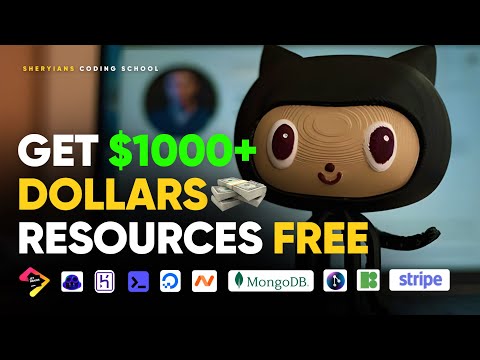 SHERYIANS CODING SCHOOL
GET $1000+
DOLLARS
RESOURCES FREE
MongoDB.
stripe